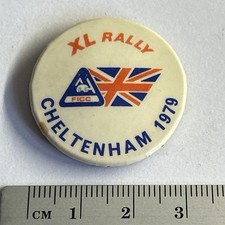 XL RALLY
FICC
CHELTENHAM 1979
CM 1 2 3